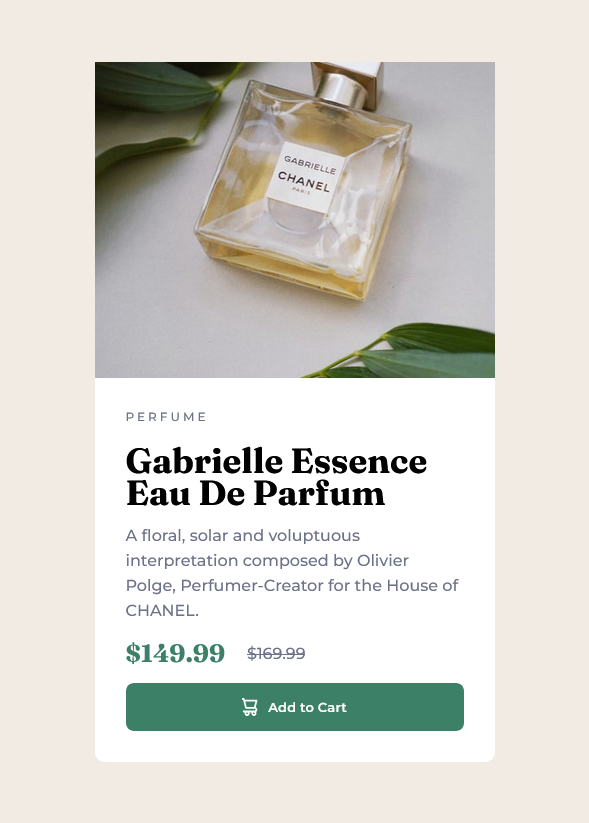 GABRIELLE
CHANEL
PARIS
PERFUME
Gabrielle Essence
Eau De Parfum
A floral, solar and voluptuous
interpretation composed by Olivier
Polge, Perfumer-Creator for the House of
CHANEL.
$149.99 $169.99
Add to Cart